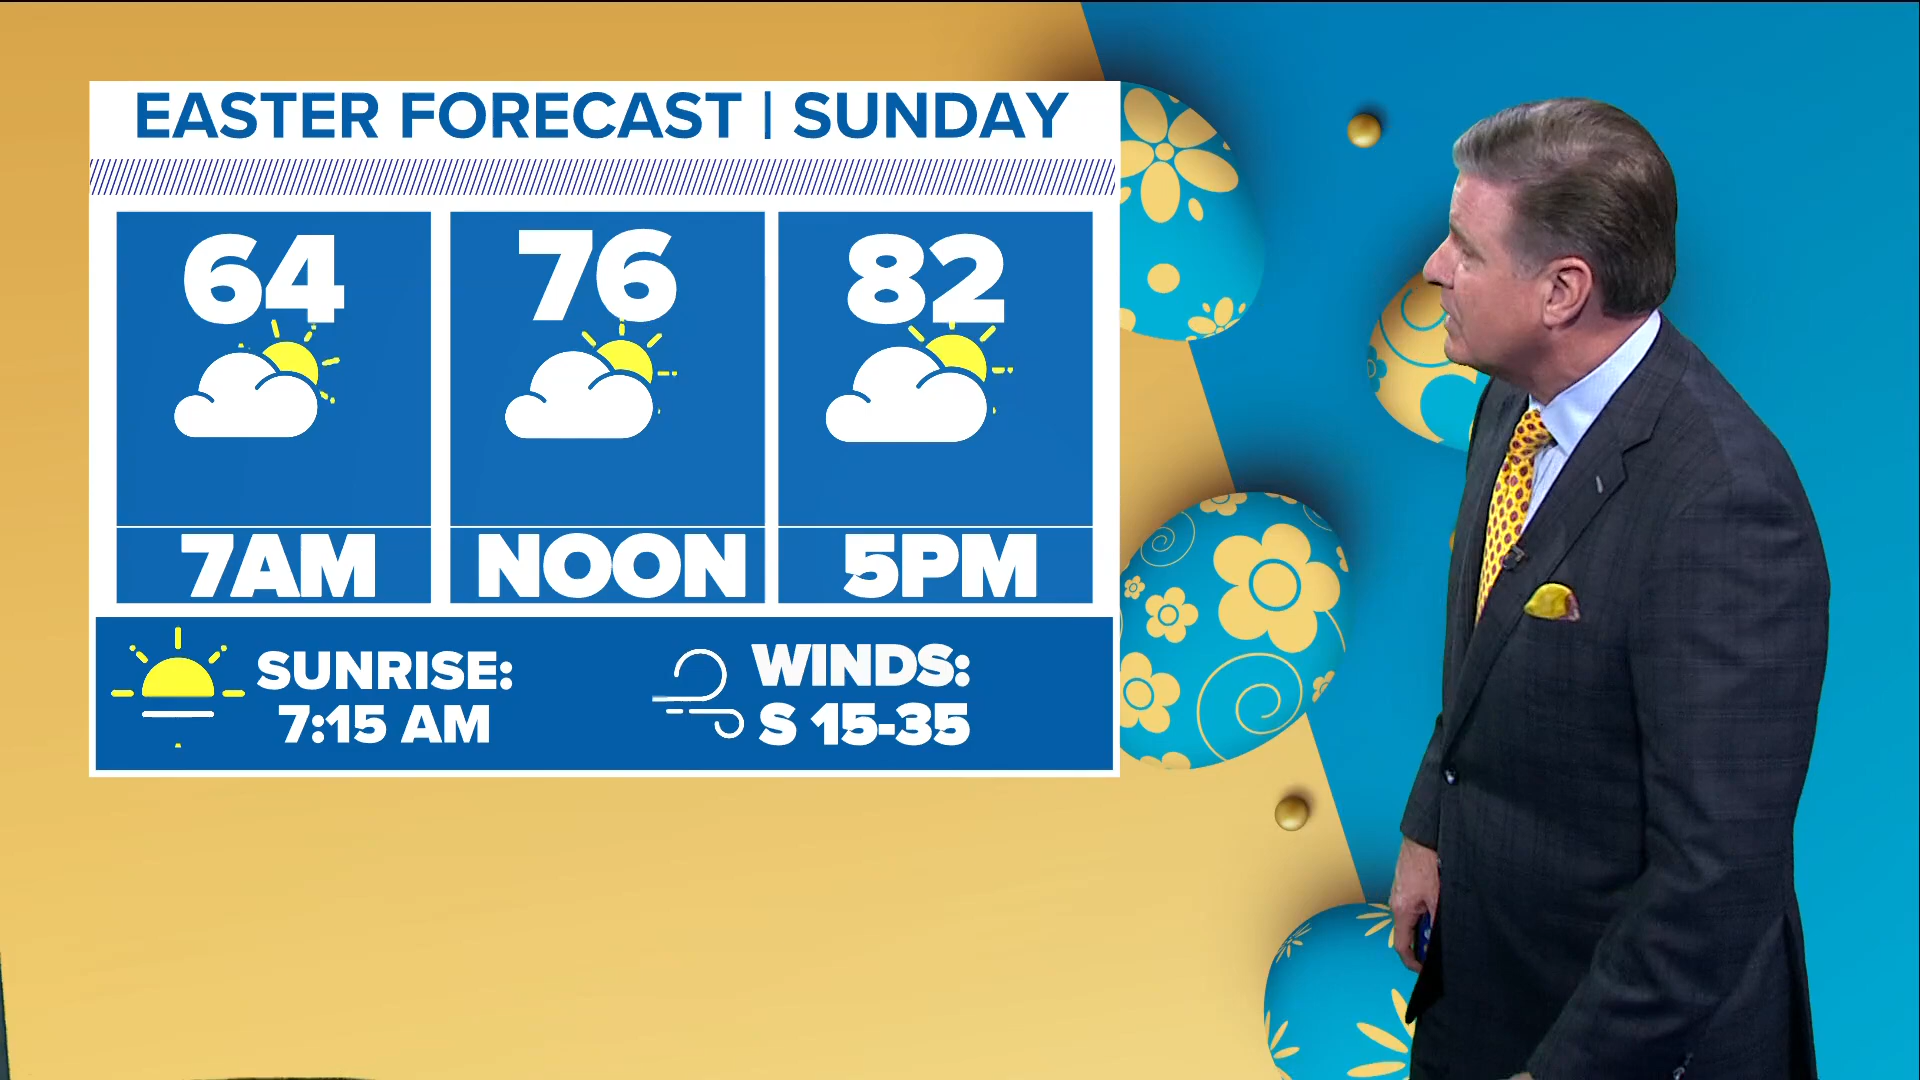 EASTER FORECAST | SUNDAY
64 76 82
7AM NOON 5PM
SUNRISE:
7:15 AM
WINDS:
S 15-35